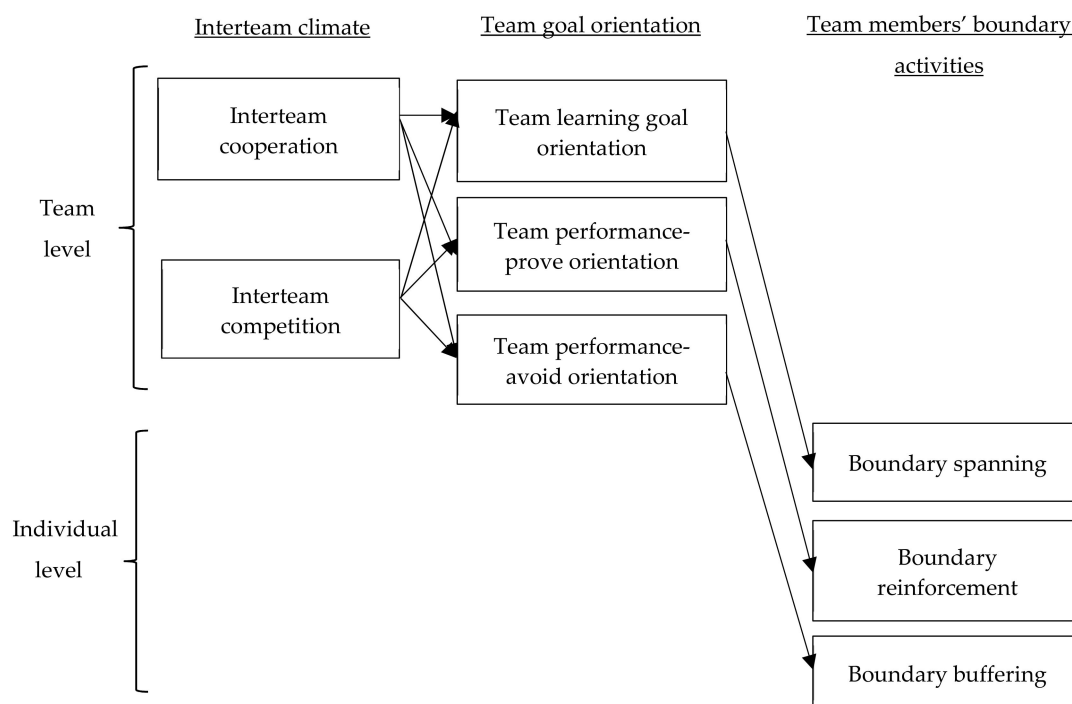 Interteam climate
Team goal orientation
Team members’ boundary
activities
Team
level
Interteam
cooperation
Interteam
competition
Team learning goal
orientation
Team performance-
prove orientation
Team performance-
avoid orientation
Individual
level
Boundary spanning
Boundary
reinforcement
Boundary buffering